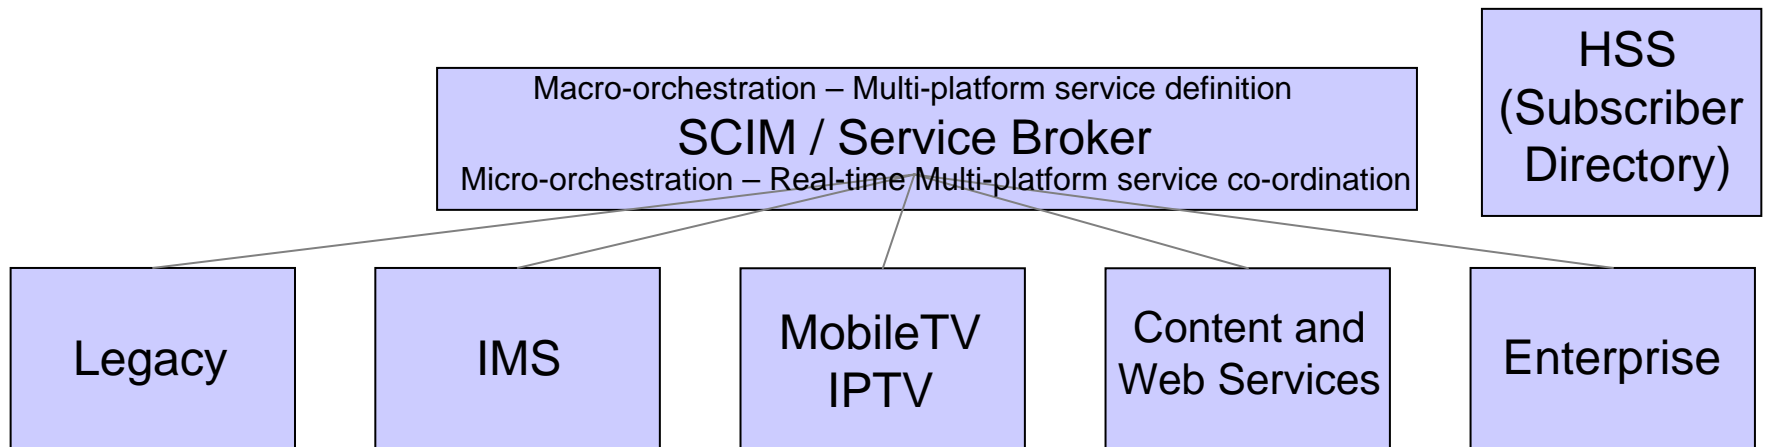 Macro-orchestration – Multi-platform service definition
SCIM / Service Broker
Micro-orchestration – Real-time Multi-platform service co-ordination
HSS
(Subscriber
Directory)
Legacy
IMS
MobileTV
IPTV
Content and
Web Services
Enterprise